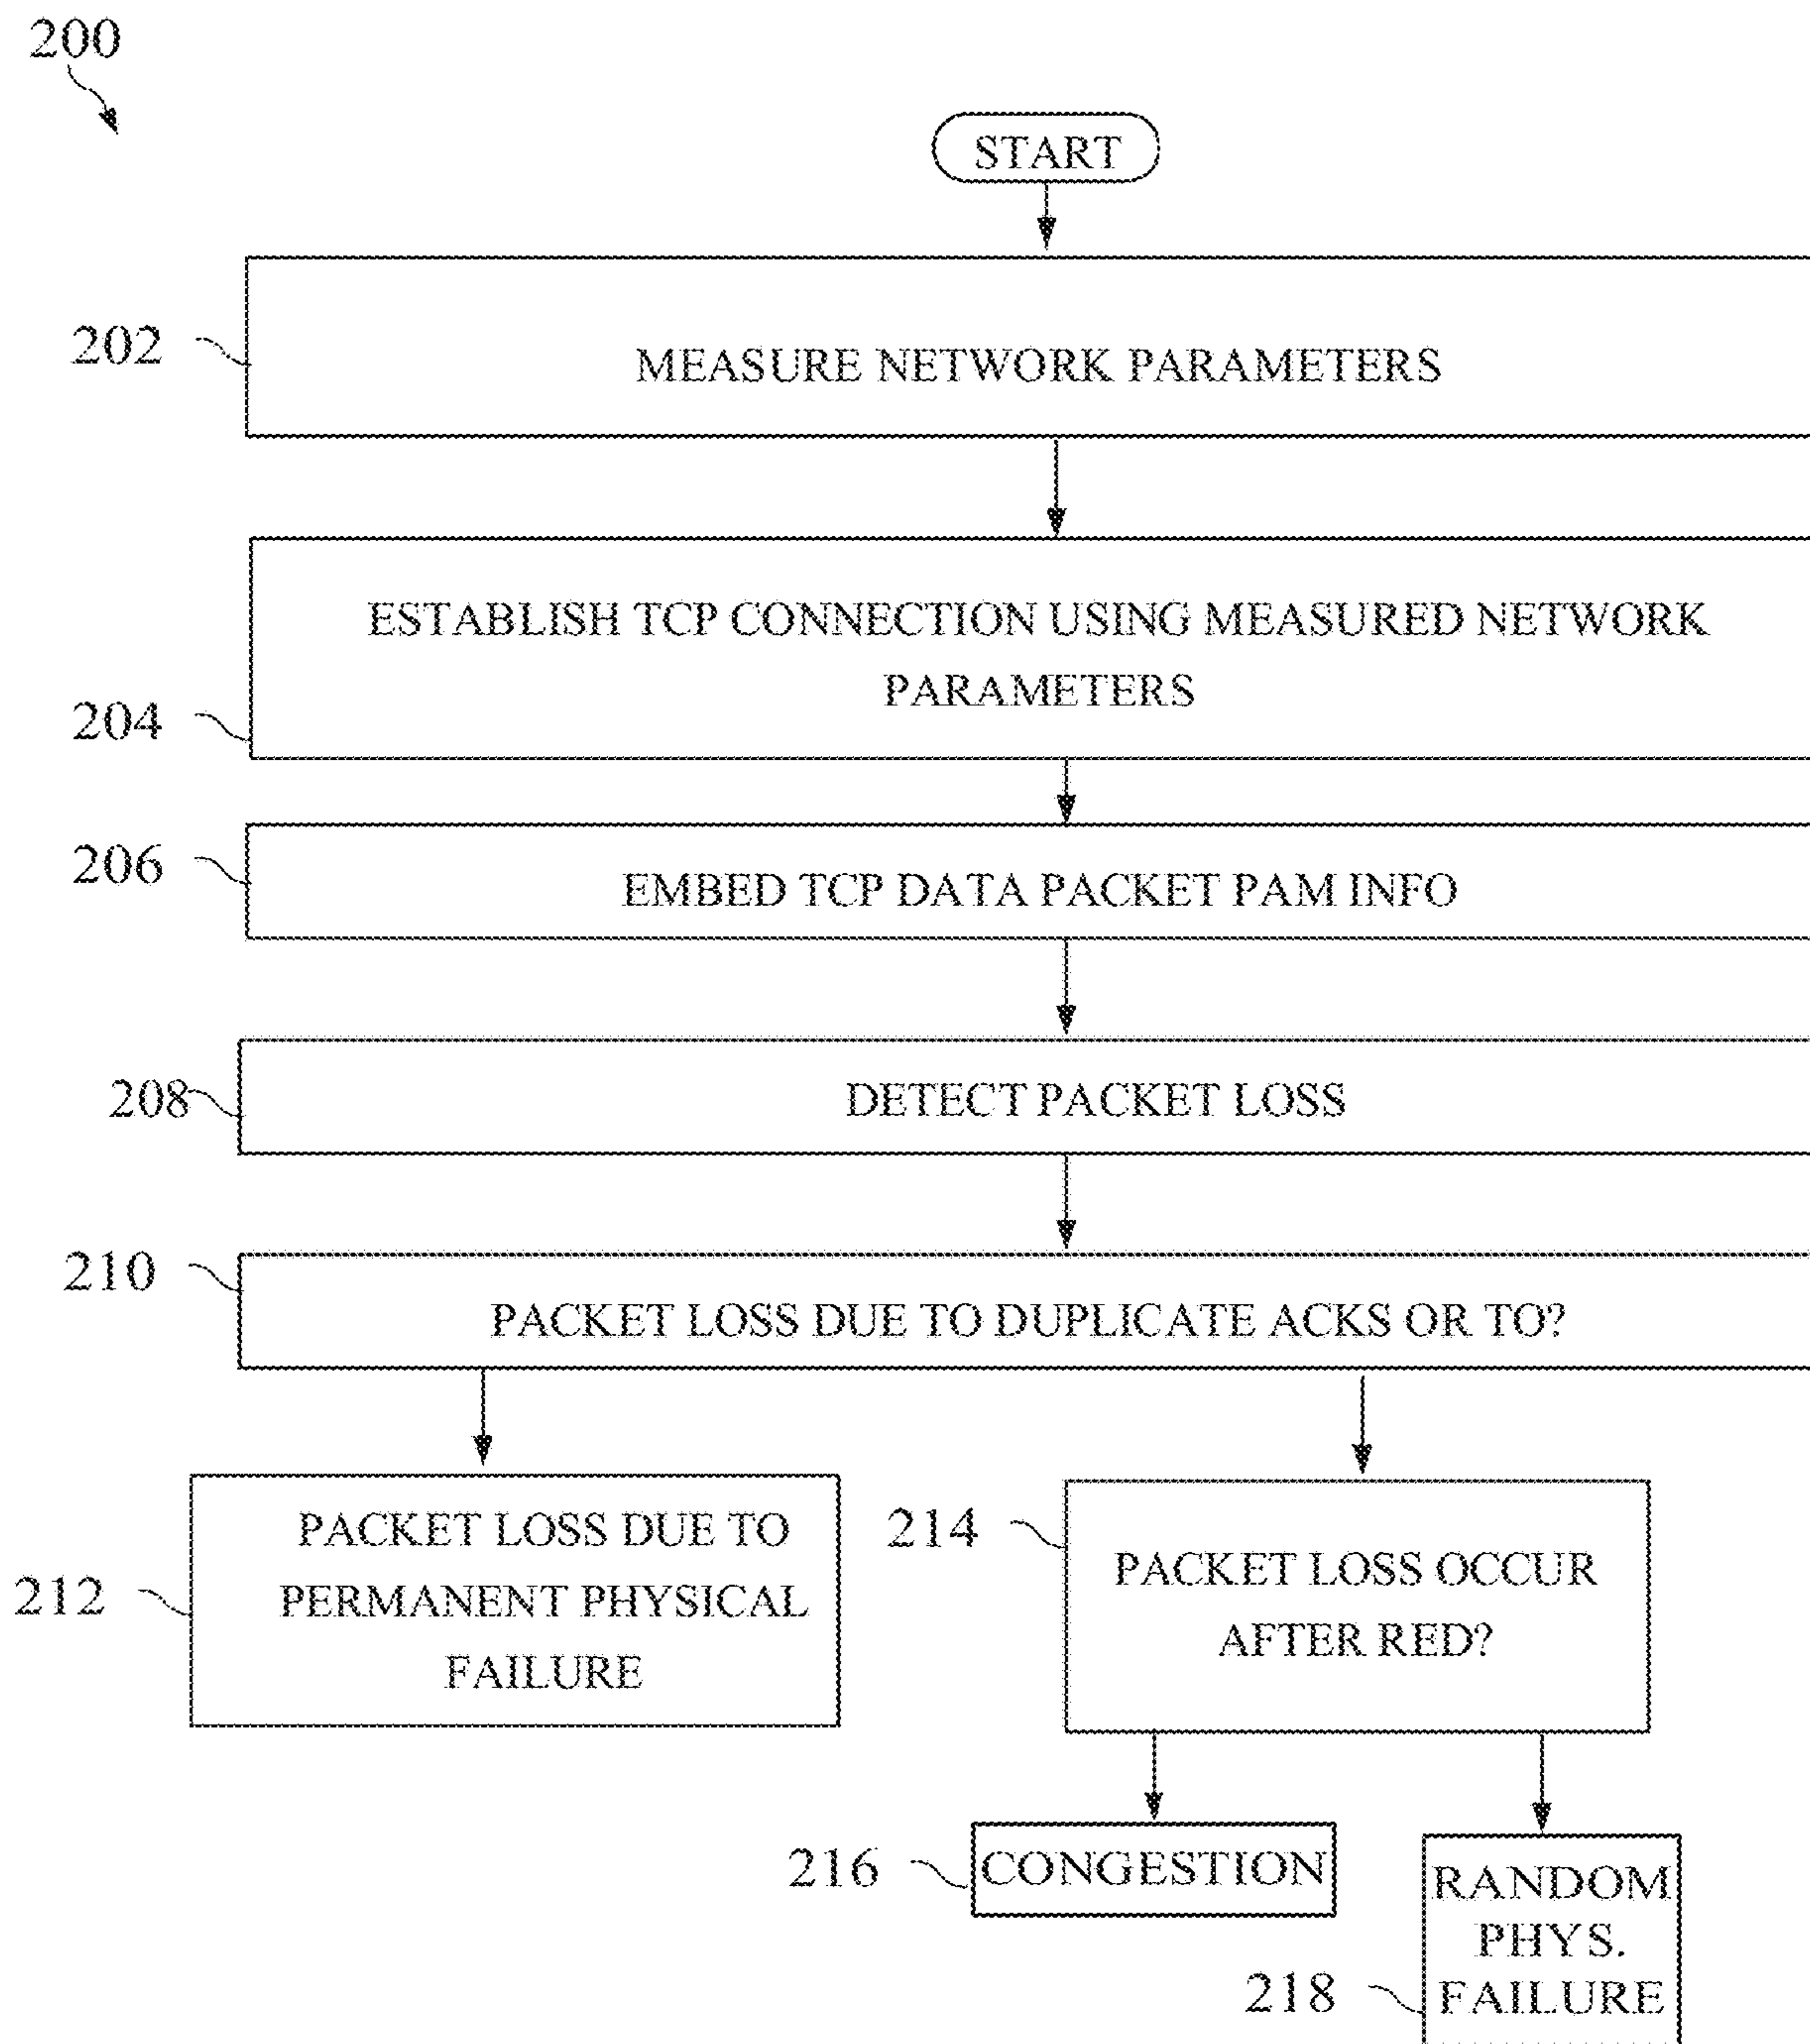 200
START
202
MEASURE NETWORK PARAMETERS
ESTABLISH TCP CONNECTION USING MEASURED NETWORK
PARAMETERS
204
206
EMBED TCP DATA PACKET PAM INFO
208
DETECT PACKET LOSS
210
PACKET LOSS DUE TO DUPLICATE ACKS OR TO?
212
PACKET LOSS DUE TO
PERMANENT PHYSICAL
FAILURE
214
PACKET LOSS OCCUR
AFTER RED?
216
CONGESTION
218
RANDOM
PHYS.
FAILURE